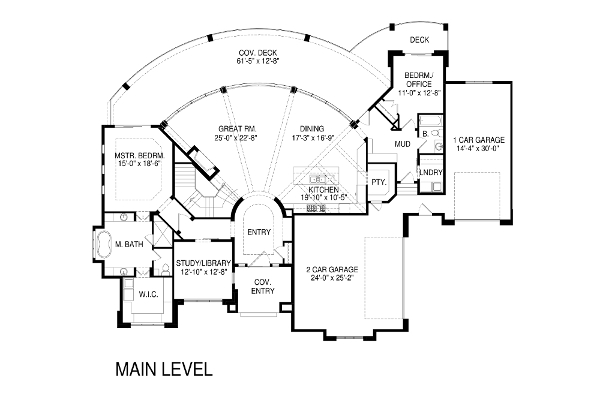 DECK
COV. DECK
61'-5" x 12'-8"
BEDRM./
OFFICE
11'-0" x 12'-8"
GREAT RM.
25'-0" x 22'-8"
DINING
17'-3" x 16'-9"
B.
MUD
1 CAR GARAGE
14'-4" x 30'-0"
MSTR. BEDRM.
15'-0" x 18'-6"
LNDRY
PTY.
KITCHEN
19'-10" x 10'-5"
ENTRY
M. BATH
STUDY/LIBRARY
12'-10" x 12'-8"
2 CAR GARAGE
24'-0" x 25'-2"
COV.
ENTRY
W.I.C.
MAIN LEVEL